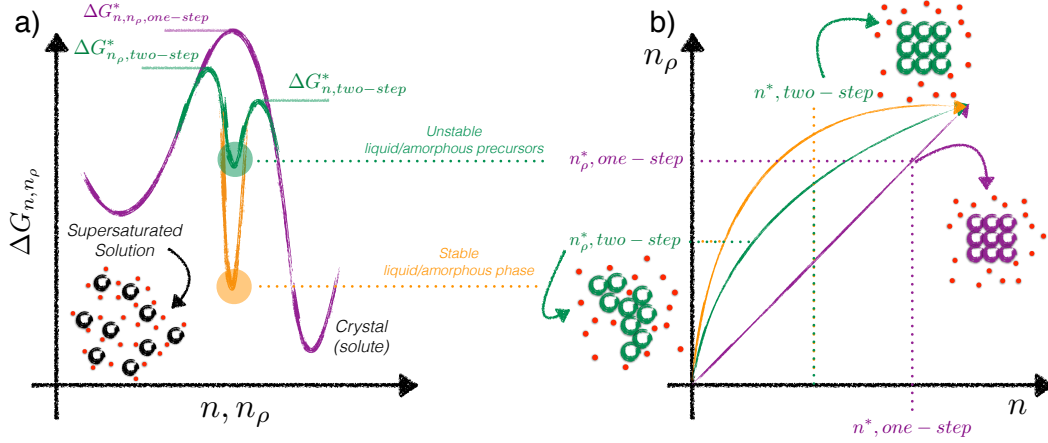 a)
ΔG*n,nρ,one−step
ΔG*nρ,two−step
ΔG*n,two−step
ΔGn,nρ
Unstable
liquid/amorphous precursors
Supersaturated
Solution
Stable
liquid/amorphous phase
Crystal
(solute)
n, nρ
b)
nρ
n*, two − step
n*ρ, one − step
n*ρ, two − step
n
n*, one − step